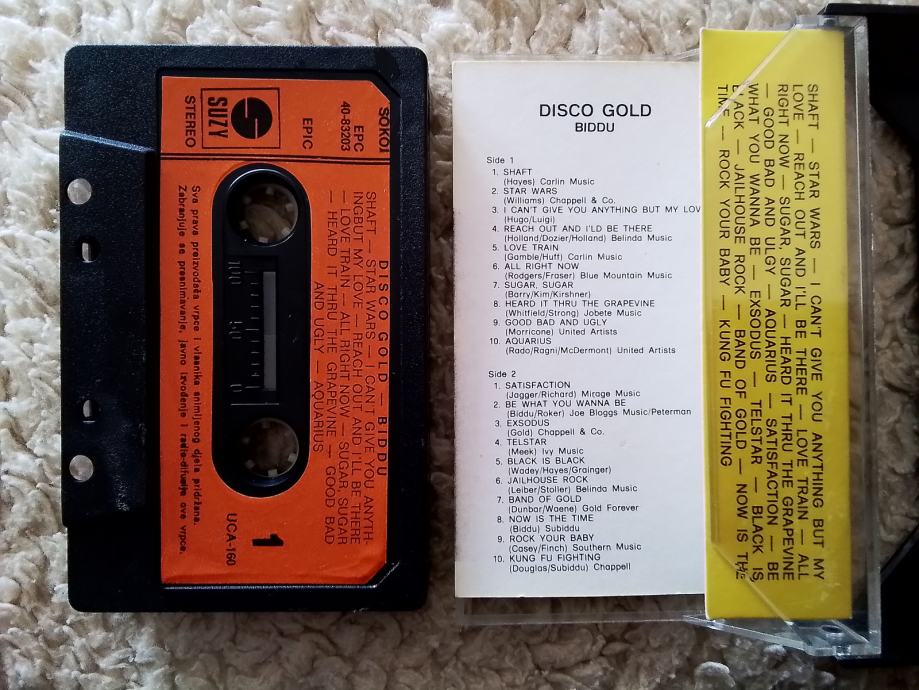 SOKOJ
EPC
40-83203
EPIC
SUZY
STEREO
DISCO GOLD — BIDDU
SHAFT — STAR WARS — I CAN'T GIVE YOU ANYTH-
INGBUT MY LOVE — REACH OUT AND I'LL BE THERE
— LOVE TRAIN — ALL RIGHT NOW — SUGAR, SUGAR
— HEARD IT THRU THE GRAPEVINE — GOOD BAD
AND UGLY — AQUARIUS
100
50
0
1
UCA-160
Sva prava proizvođača vrpce i vlasnika snimljenog djela pridržana.
Zabranjuje se presnimavanje, javno izvođenje i radio-difuzija ove vrpce.
DISCO GOLD
BIDDU
Side 1
1. SHAFT
(Hayes) Carlin Music
2. STAR WARS
(Williams) Chappell & Co.
3. I CAN'T GIVE YOU ANYTHING BUT MY LOV
(Hugo/Luigi)
4. REACH OUT AND I'LD BE THERE
(Holland/Dozier/Holland) Belinda Music
5. LOVE TRAIN
(Gamble/Huff) Carlin Music
6. ALL RIGHT NOW
(Rodgers/Fraser) Blue Mountain Music
7. SUGAR, SUGAR
(Barry/Kim/Kirshner)
8. HEARD IT THRU THE GRAPEVINE
(Whitfield/Strong) Jobete Music
9. GOOD BAD AND UGLY
(Morricone) United Artists
10. AQUARIUS
(Rado/Ragni/McDermont) United Artists
Side 2
1. SATISFACTION
(Jagger/Richard) Mirage Music
2. BE WHAT YOU WANNA BE
(Biddu/Roker) Joe Bloggs Music/Peterman
3. EXSODUS
(Gold) Chappell & Co.
4. TELSTAR
(Meek) Ivy Music
5. BLACK IS BLACK
(Wadey/Hayes/Grainger)
6. JAILHOUSE ROCK
(Leiber/Stoller) Belinda Music
7. BAND OF GOLD
(Dunbar/Waene) Gold Forever
8. NOW IS THE TIME
(Biddu) Subiddu
9. ROCK YOUR BABY
(Casey/Finch) Southern Music
10. KUNG FU FIGHTING
(Douglas/Subiddu) Chappell
SHAFT — STAR WARS — I CAN'T GIVE YOU ANYTHING BUT MY
LOVE — REACH OUT AND I'LL BE THERE — LOVE TRAIN — ALL
RIGHT NOW — SUGAR, SUGAR — HEARD IT THRU THE GRAPEVINE
— GOOD BAD AND ULGY — AQUARIUS — SATISFACTION — BE
WHAT YOU WANNA BE — EXSODUS — TELSTAR — BLACK IS
BLACK — JAILHOUSE ROCK — BAND OF GOLD — NOW IS THE
TIME — ROCK YOUR BABY — KUNG FU FIGHTING